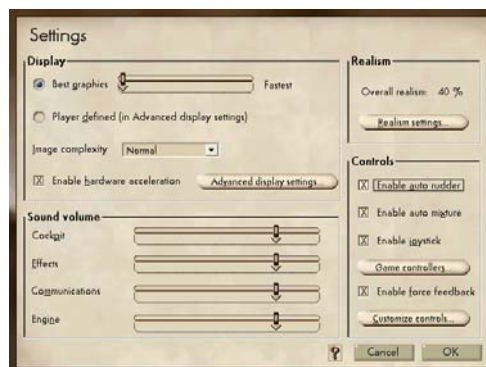 Settings
Display
Best graphics
Fastest
Player defined (in Advanced display settings)
Image complexity
Normal
Enable hardware acceleration
Advanced display settings...
Sound volume
Cockpit
Effects
Communications
Engine
Realism
Overall realism: 40 %
Realism settings...
Controls
Enable auto rudder
Enable auto mixture
Enable joystick
Game controllers...
Enable force feedback
Customize controls...
?
Cancel
OK